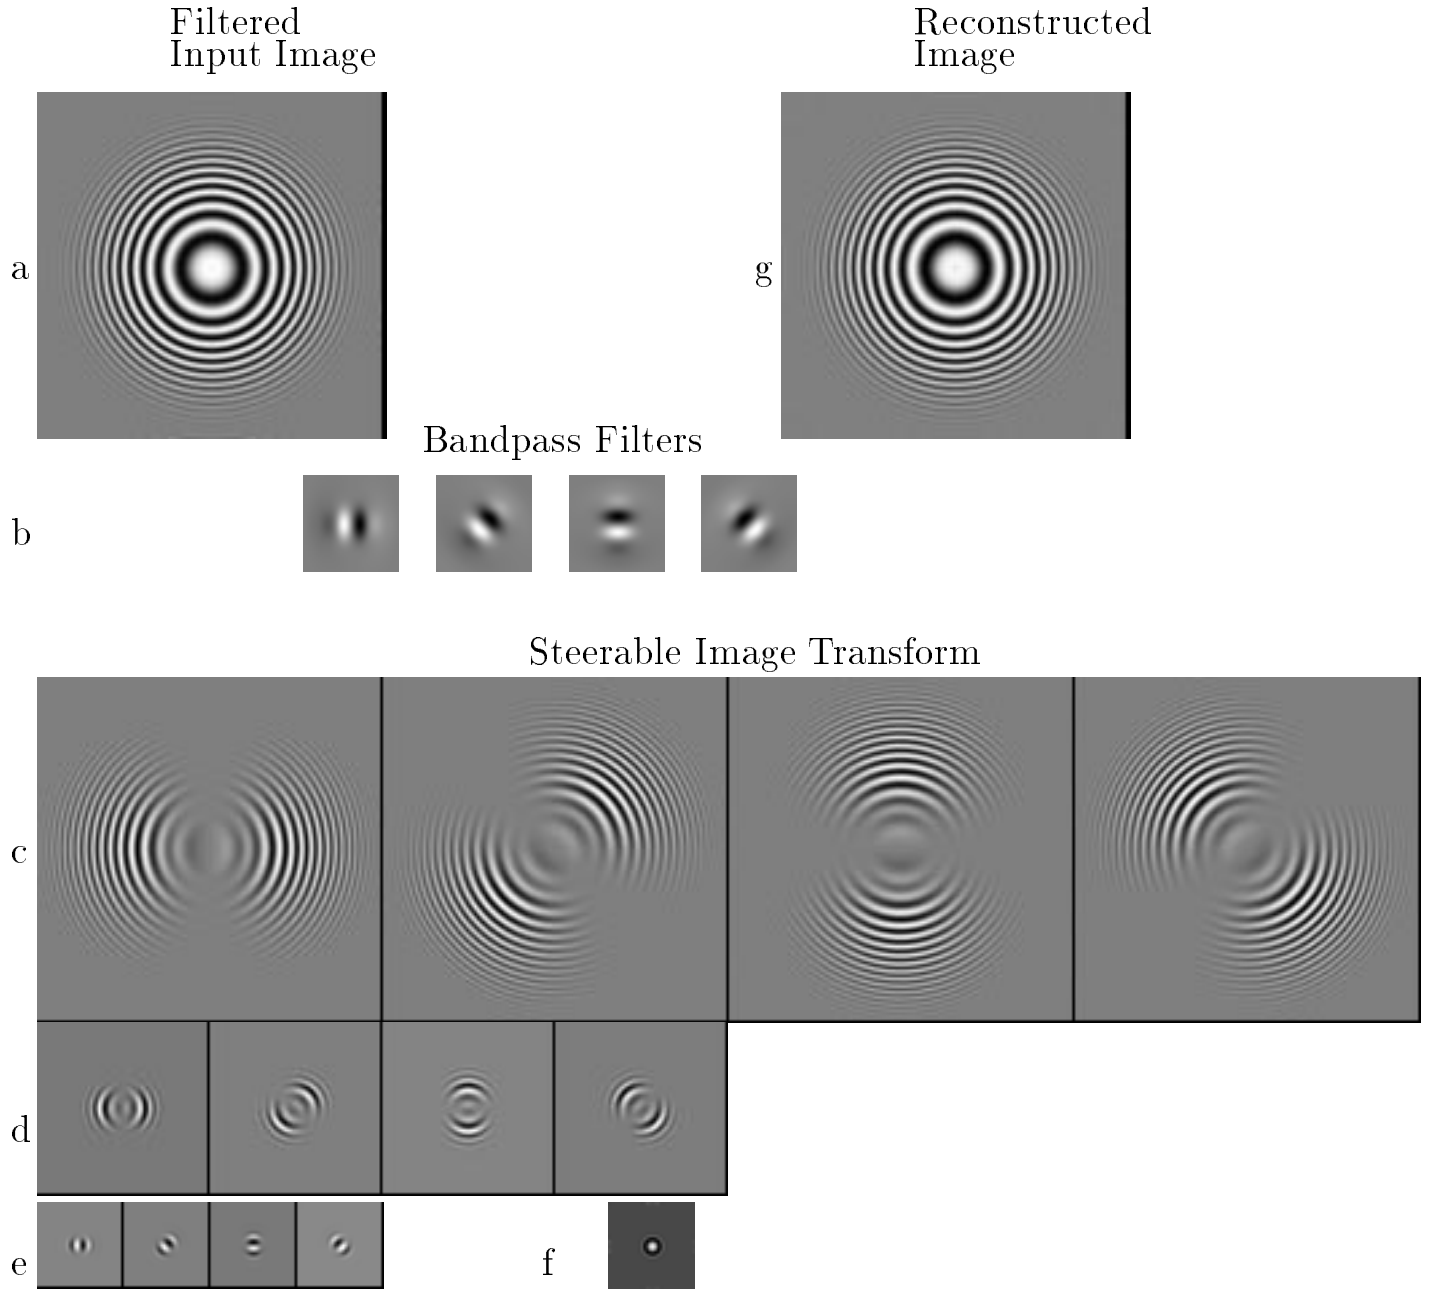 Filtered
Input Image
Reconstructed
Image
a
g
Bandpass Filters
b
Steerable Image Transform
c
d
e
f